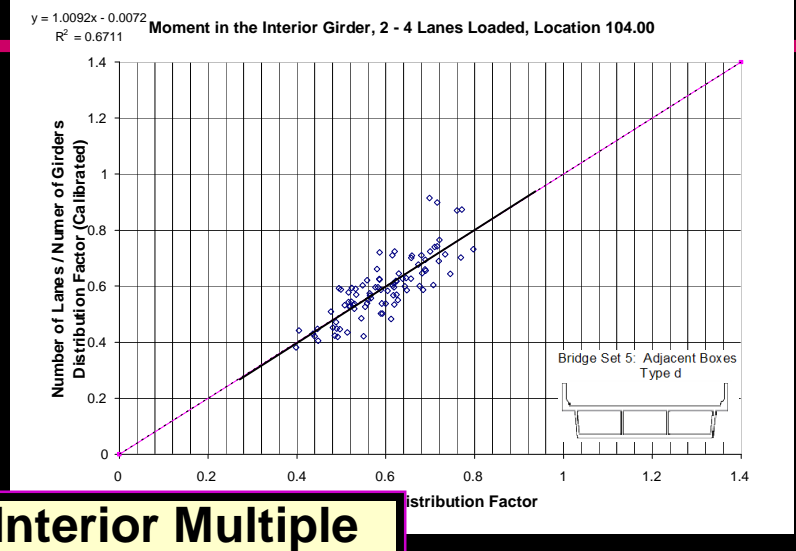 y = 1.0092x - 0.0072
R² = 0.6711
Moment in the Interior Girder, 2 - 4 Lanes Loaded, Location 104.00
Number of Lanes / Numer of Girders
Distribution Factor (Calibrated)
1.4
1.2
1
0.8
0.6
0.4
0.2
0
0 0.2 0.4 0.6 0.8 1 1.2 1.4
Bridge Set 5: Adjacent Boxes
Type d
istribution Factor
Interior Multiple